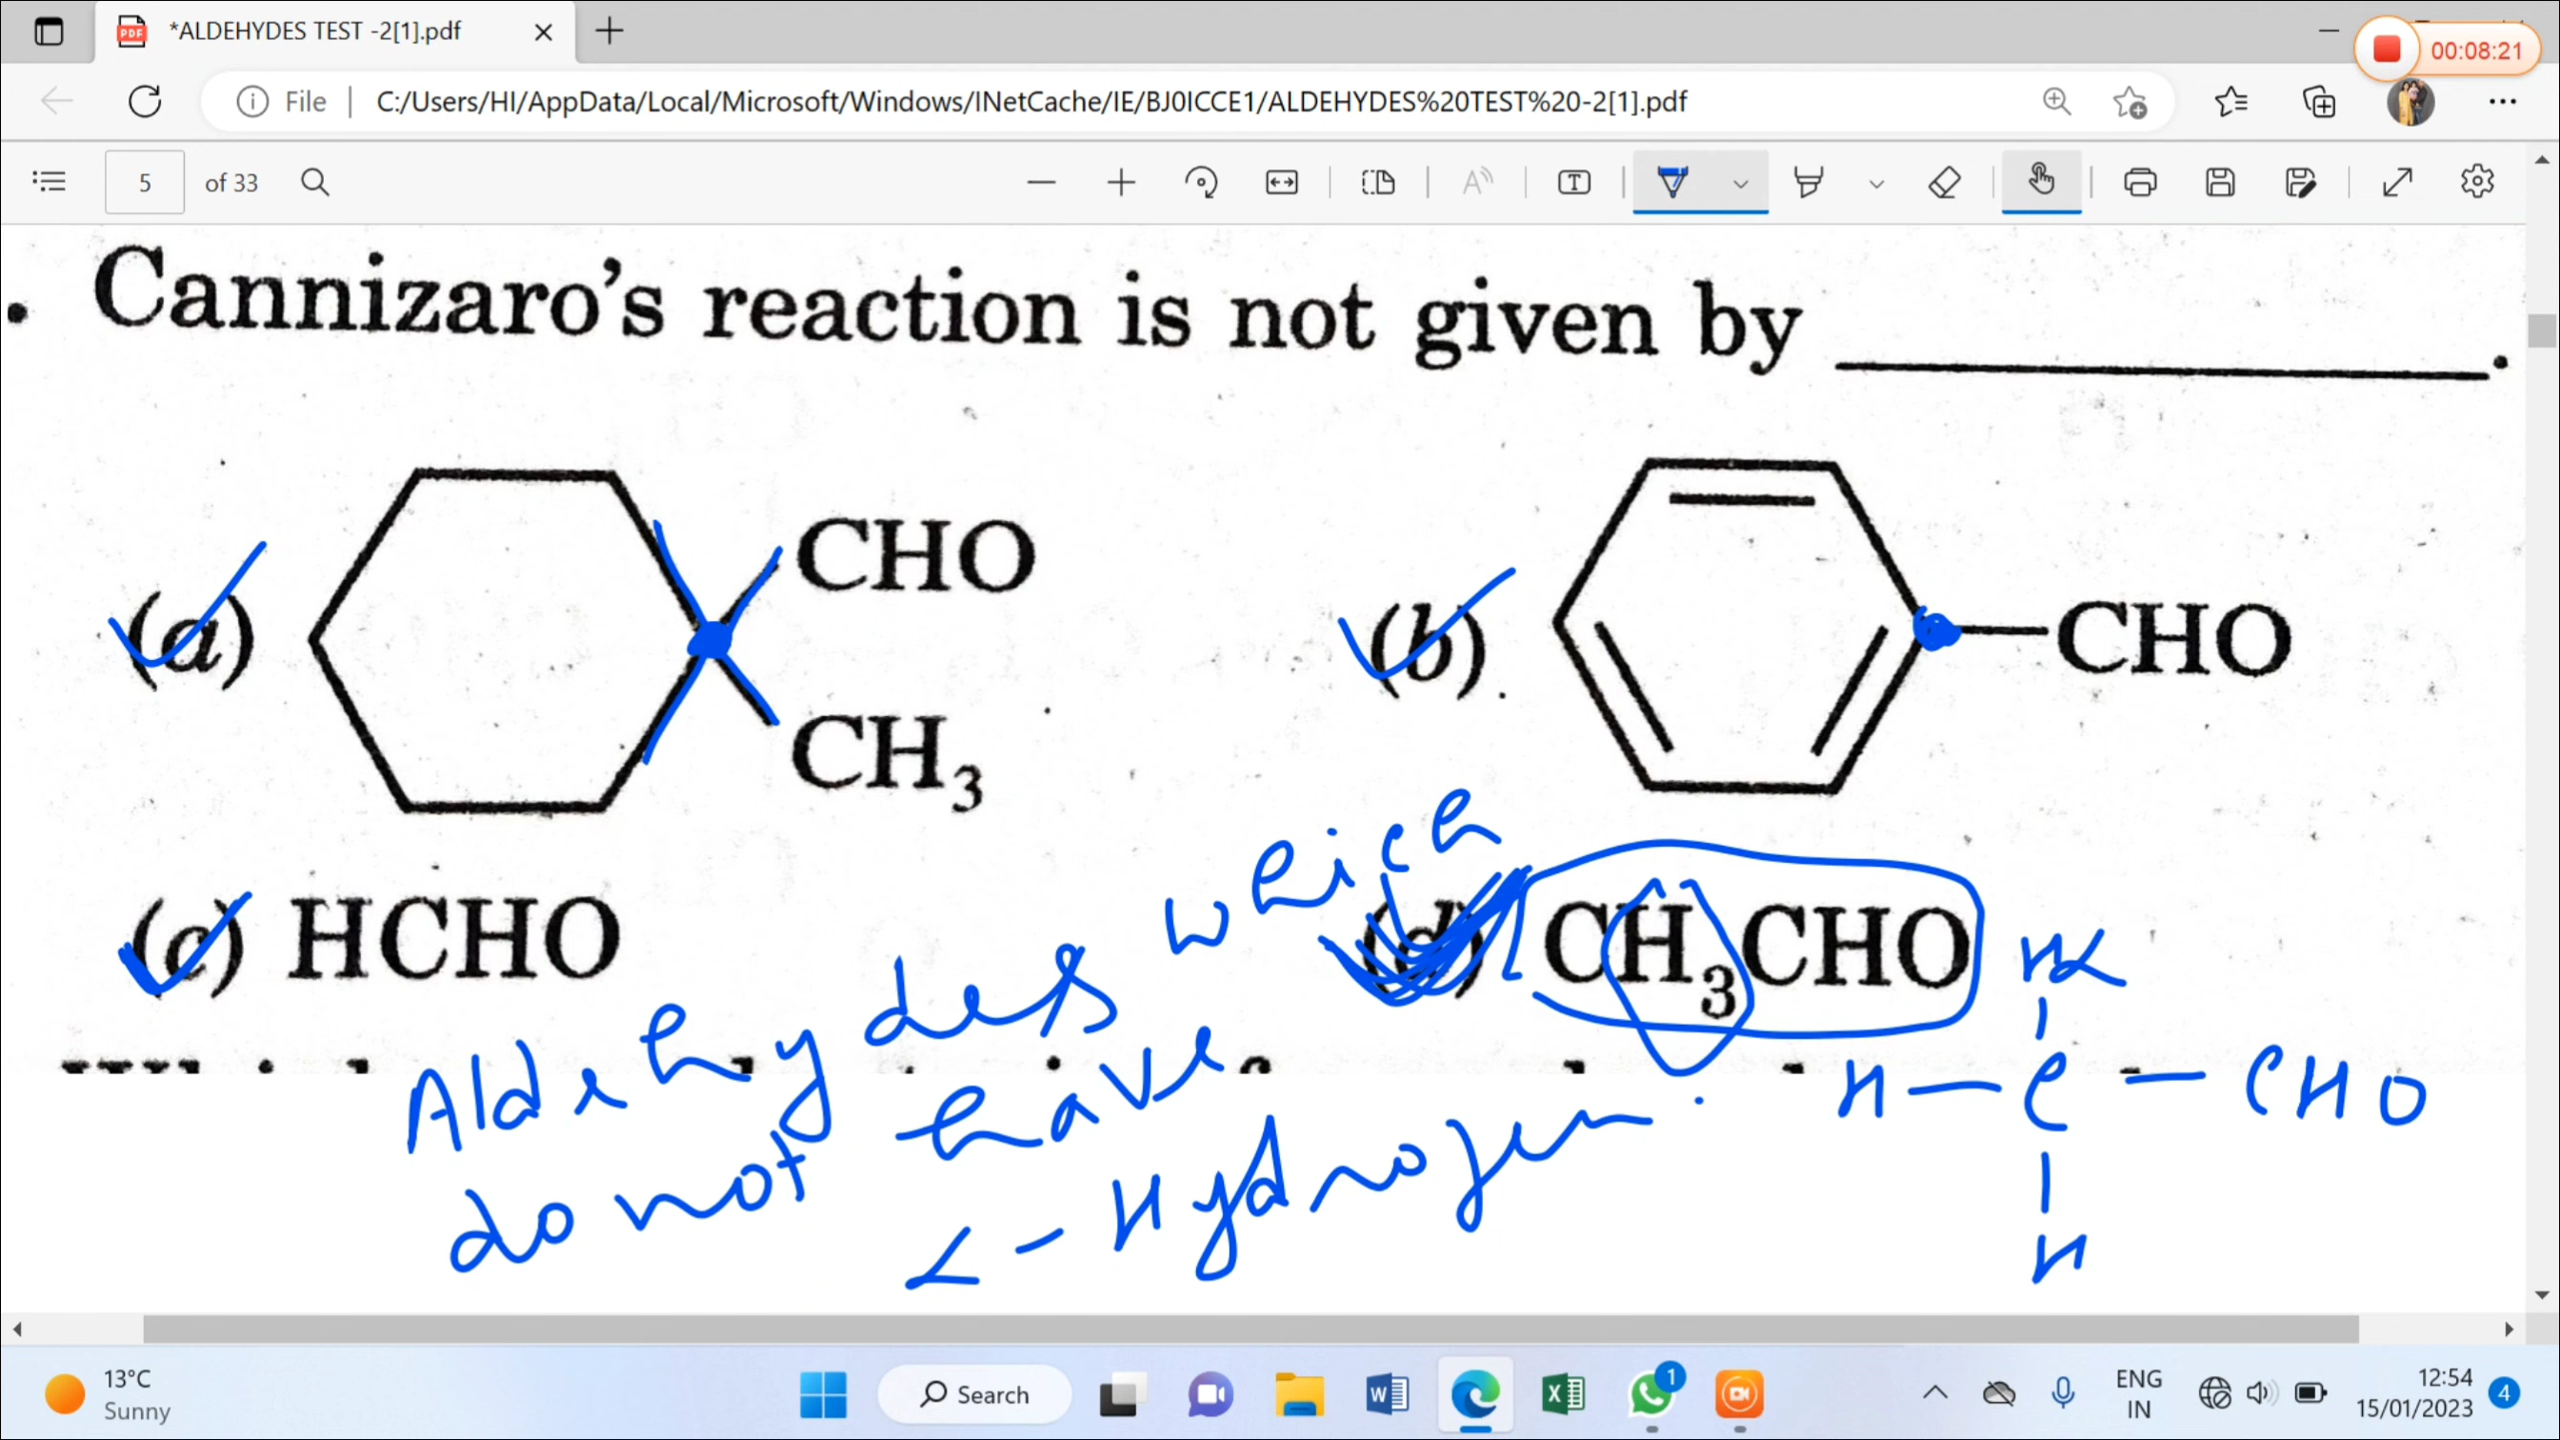 *ALDEHYDES TEST -2[1].pdf
00:08:21
File | C:/Users/HI/AppData/Local/Microsoft/Windows/INetCache/IE/BJ0ICCE1/ALDEHYDES%20TEST%20-2[1].pdf
5 of 33
. Cannizaro's reaction is not given by ________.
(a) CHO
CH3
(b). CHO
(c) HCHO
(d) CH3CHO
Aldehydes which
do not have
α - Hydrogen.
H
H — C — CHO
H
13°C
Sunny
Search
1
ENG
IN
12:54
15/01/2023
4